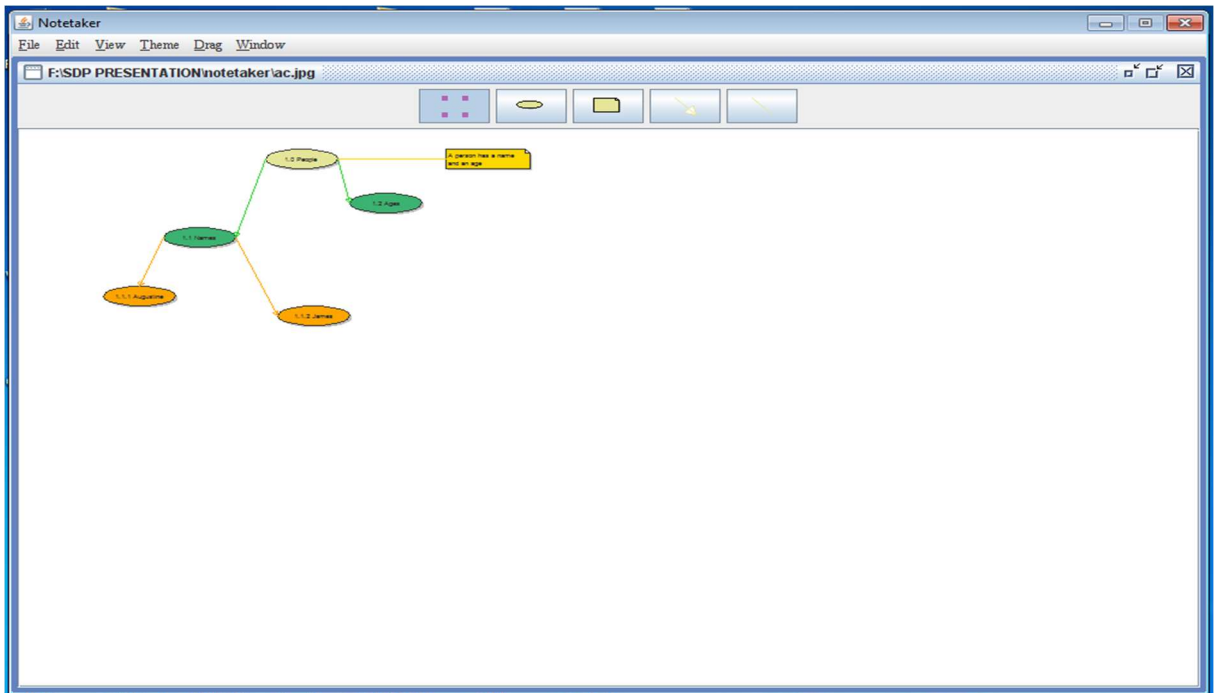 Notetaker
File Edit View Theme Drag Window
F:\SDP PRESENTATION\notetaker\ac.jpg
1.0 People
A person has a name
and an age
1.2 Ages
1.1 Names
1.1.1 Augustine
1.1.2 James